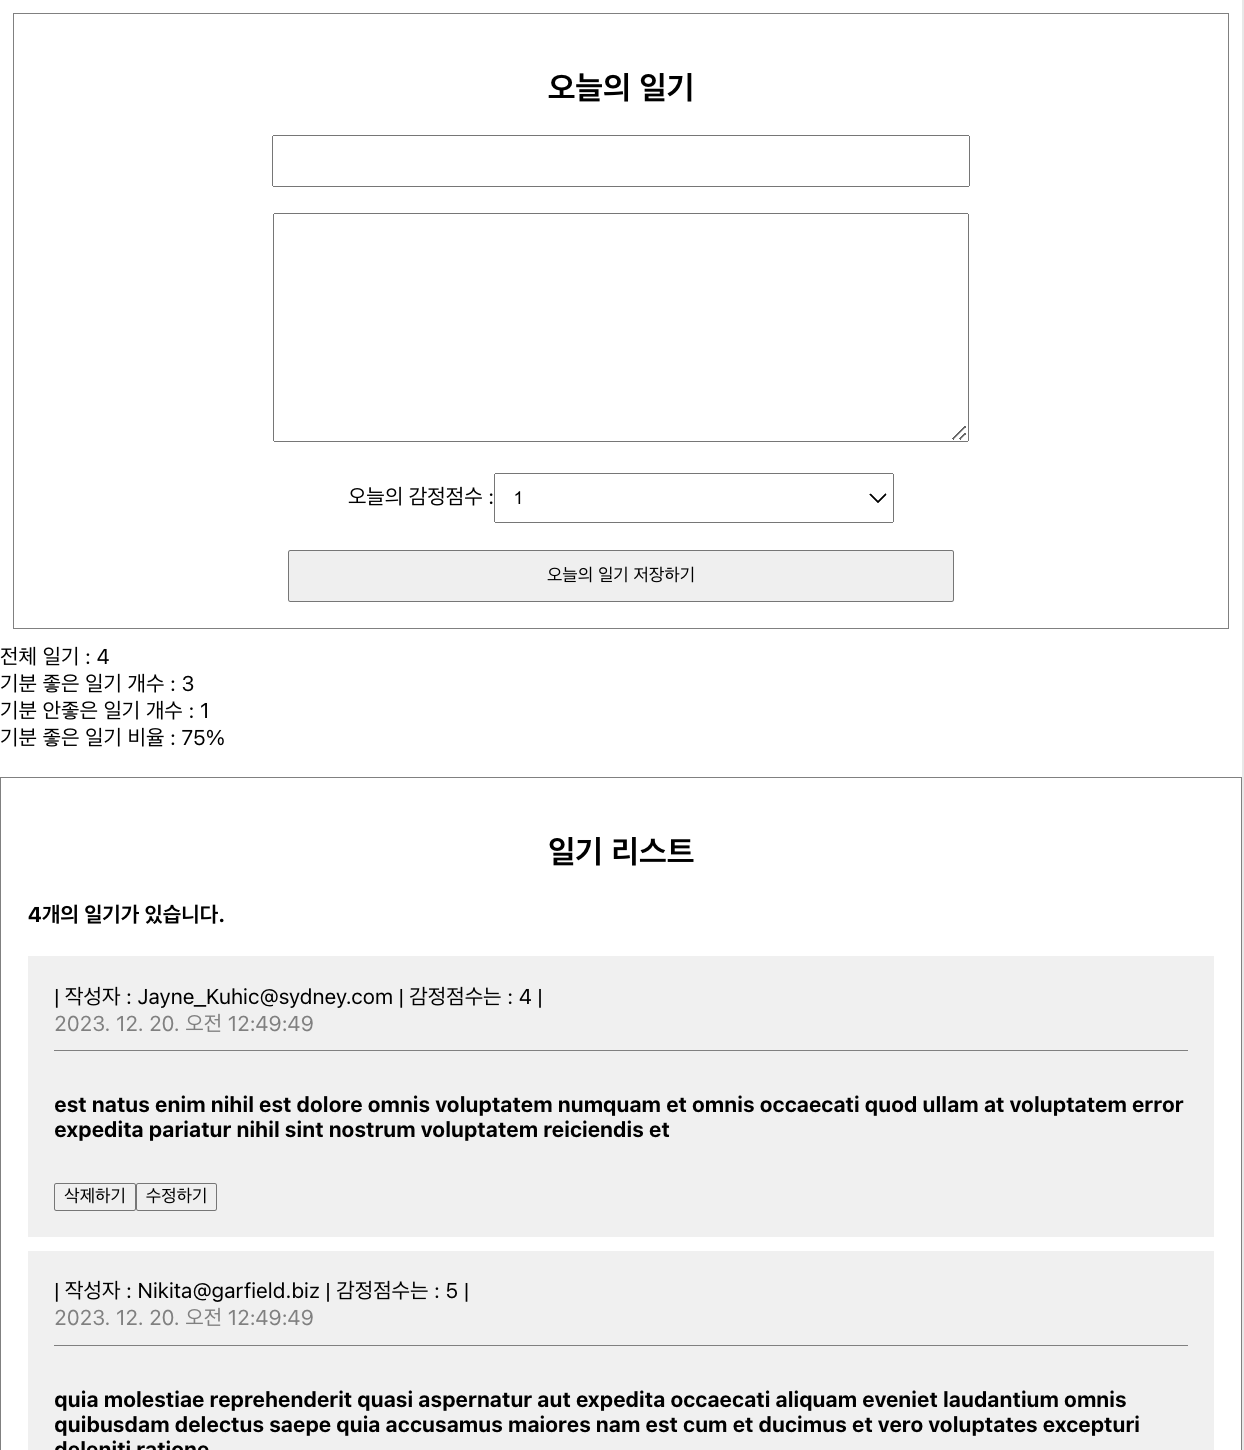 오늘의 일기
오늘의 감정점수 : 1
오늘의 일기 저장하기
전체 일기 : 4
기분 좋은 일기 개수 : 3
기분 안좋은 일기 개수 : 1
기분 좋은 일기 비율 : 75%
일기 리스트
4개의 일기가 있습니다.
| 작성자 : Jayne_Kuhic@sydney.com | 감정점수는 : 4 |
2023. 12. 20. 오전 12:49:49
est natus enim nihil est dolore omnis voluptatem numquam et omnis occaecati quod ullam at voluptatem error
expedita pariatur nihil sint nostrum voluptatem reiciendis et
삭제하기 수정하기
| 작성자 : Nikita@garfield.biz | 감정점수는 : 5 |
2023. 12. 20. 오전 12:49:49
quia molestiae reprehenderit quasi aspernatur aut expedita occaecati aliquam eveniet laudantium omnis
quibusdam delectus saepe quia accusamus maiores nam est cum et ducimus et vero voluptates excepturi
deleniti ratione